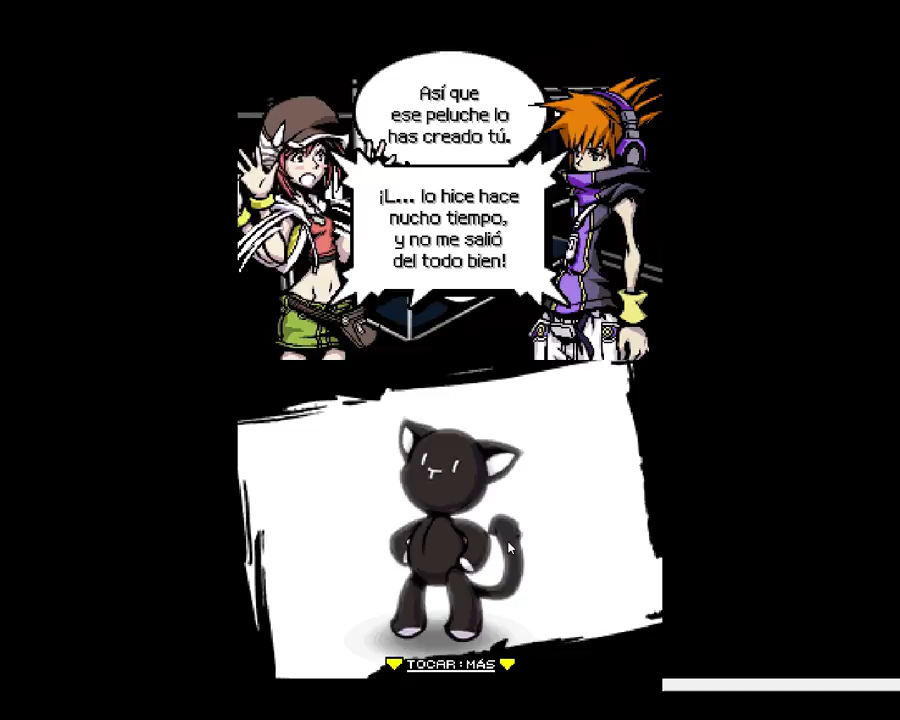 Así que
ese peluche lo
has creado tú.
¡L... lo hice hace
nucho tiempo,
y no me salió
del todo bien!
TOCAR:MÁS